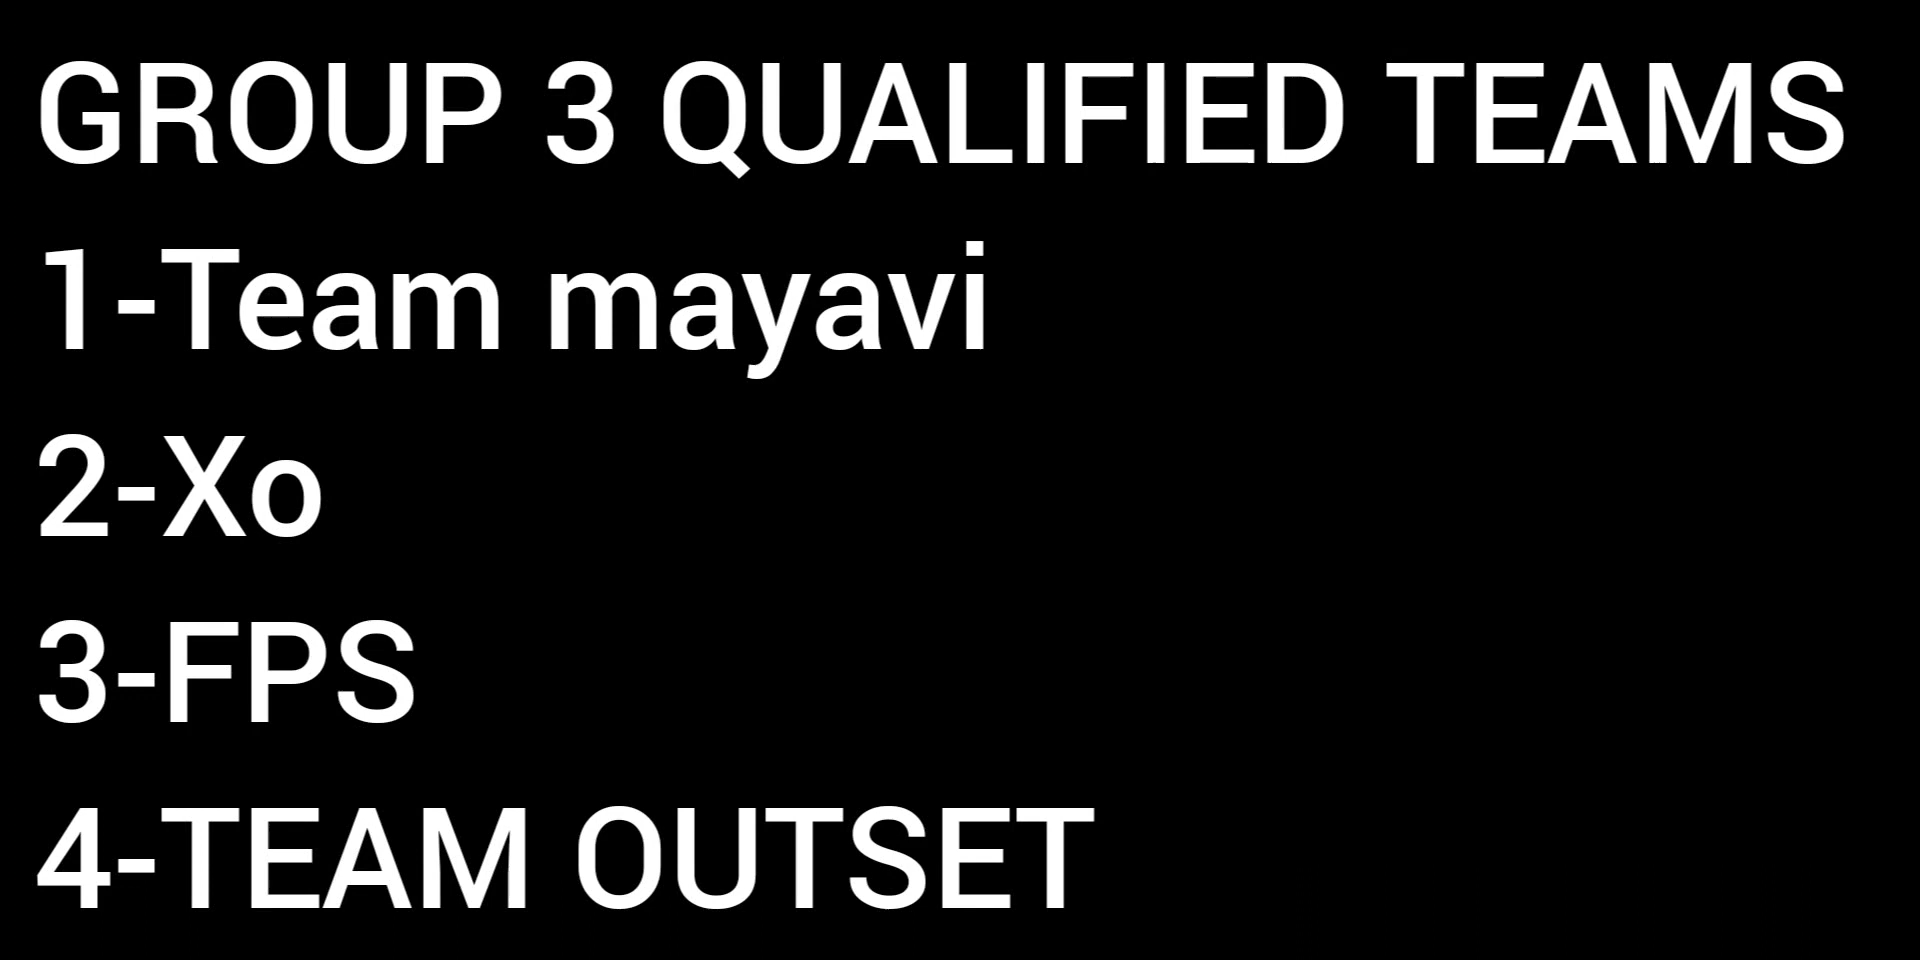 GROUP 3 QUALIFIED TEAMS
1-Team mayavi
2-Xo
3-FPS
4-TEAM OUTSET